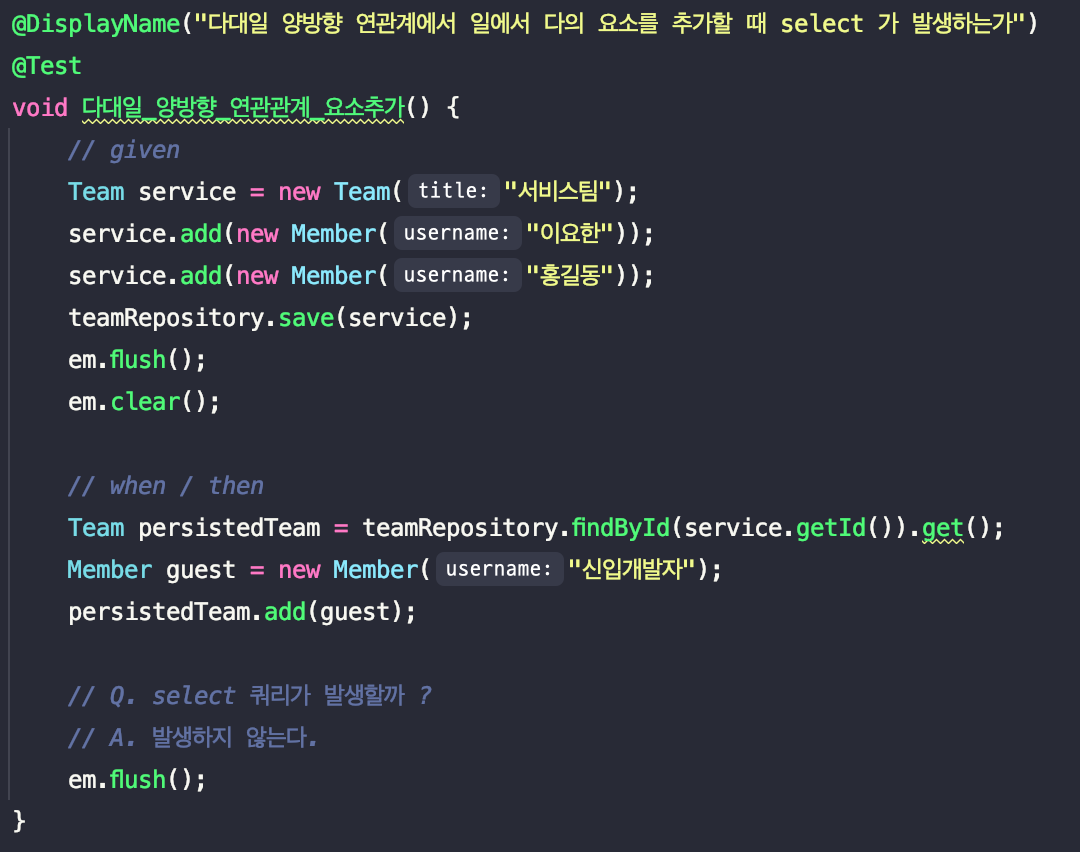 @DisplayName("다대일 양방향 연관계에서 일에서 다의 요소를 추가할 때 select 가 발생하는가")
@Test
void 다대일_양방향_연관관계_요소추가() {
// given
Team service = new Team( title: "서비스팀");
service.add(new Member( username: "이요한"));
service.add(new Member( username: "홍길동"));
teamRepository.save(service);
em.flush();
em.clear();
// when / then
Team persistedTeam = teamRepository.findById(service.getId()).get();
Member guest = new Member( username: "신입개발자");
persistedTeam.add(guest);
// Q. select 쿼리가 발생할까 ?
// A. 발생하지 않는다.
em.flush();
}